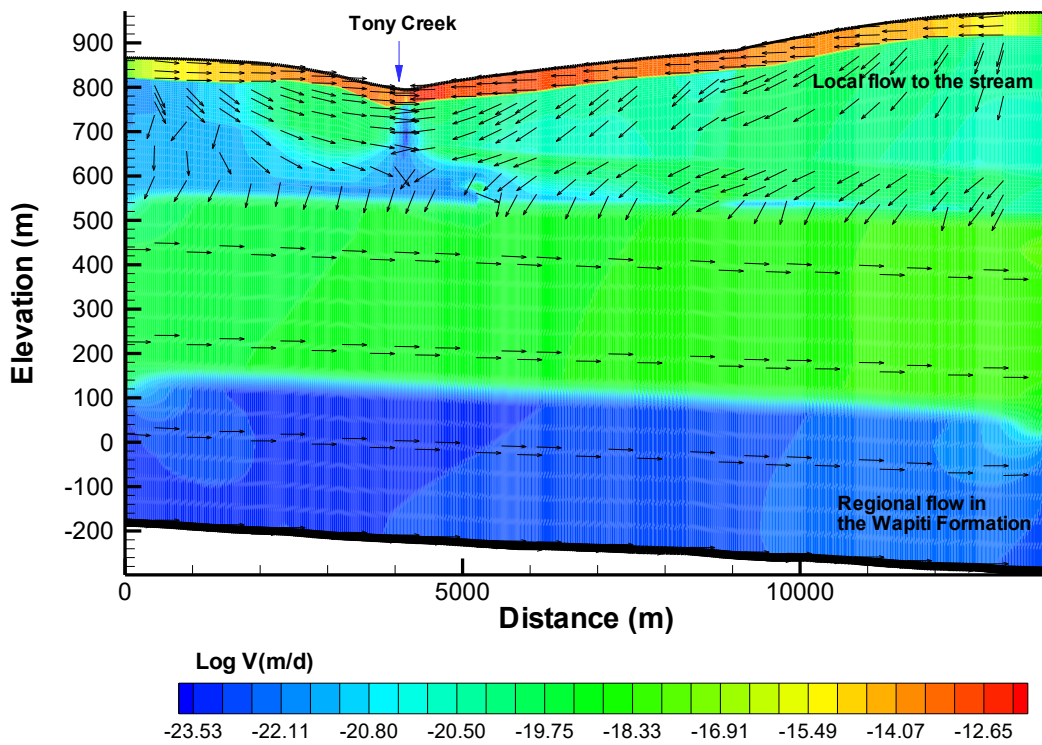 Tony Creek
900
800
700
600
500
400
300
200
100
0
-100
-200
Elevation (m)
Local flow to the stream
Regional flow in
the Wapiti Formation
0 5000 10000
Distance (m)
Log V(m/d)
-23.53 -22.11 -20.80 -20.50 -19.75 -18.33 -16.91 -15.49 -14.07 -12.65